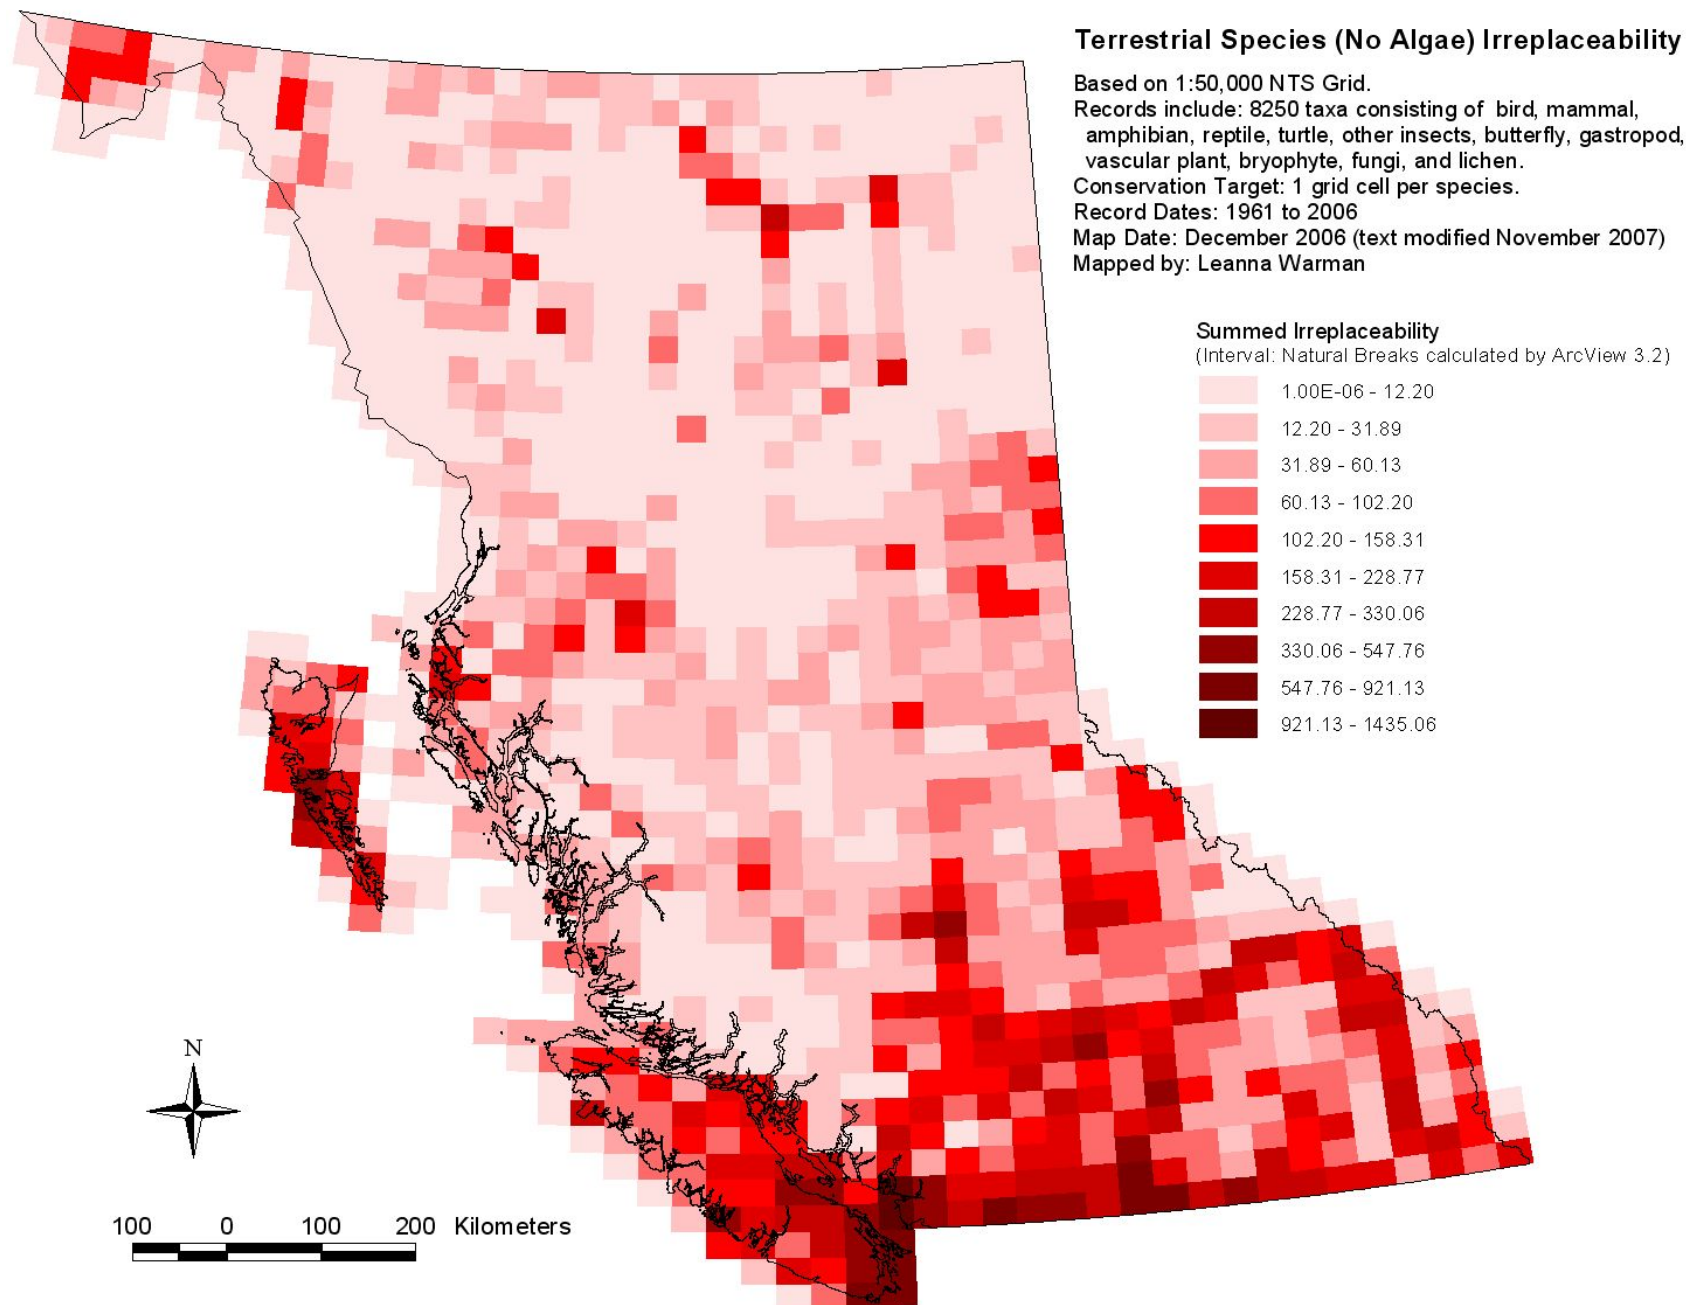 Terrestrial Species (No Algae) Irreplaceability
Based on 1:50,000 NTS Grid.
Records include: 8250 taxa consisting of bird, mammal,
amphibian, reptile, turtle, other insects, butterfly, gastropod,
vascular plant, bryophyte, fungi, and lichen.
Conservation Target: 1 grid cell per species.
Record Dates: 1961 to 2006
Map Date: December 2006 (text modified November 2007)
Mapped by: Leanna Warman
Summed Irreplaceability
(Interval: Natural Breaks calculated by ArcView 3.2)
1.00E-06 - 12.20
12.20 - 31.89
31.89 - 60.13
60.13 - 102.20
102.20 - 158.31
158.31 - 228.77
228.77 - 330.06
330.06 - 547.76
547.76 - 921.13
921.13 - 1435.06
N
100 0 100 200 Kilometers